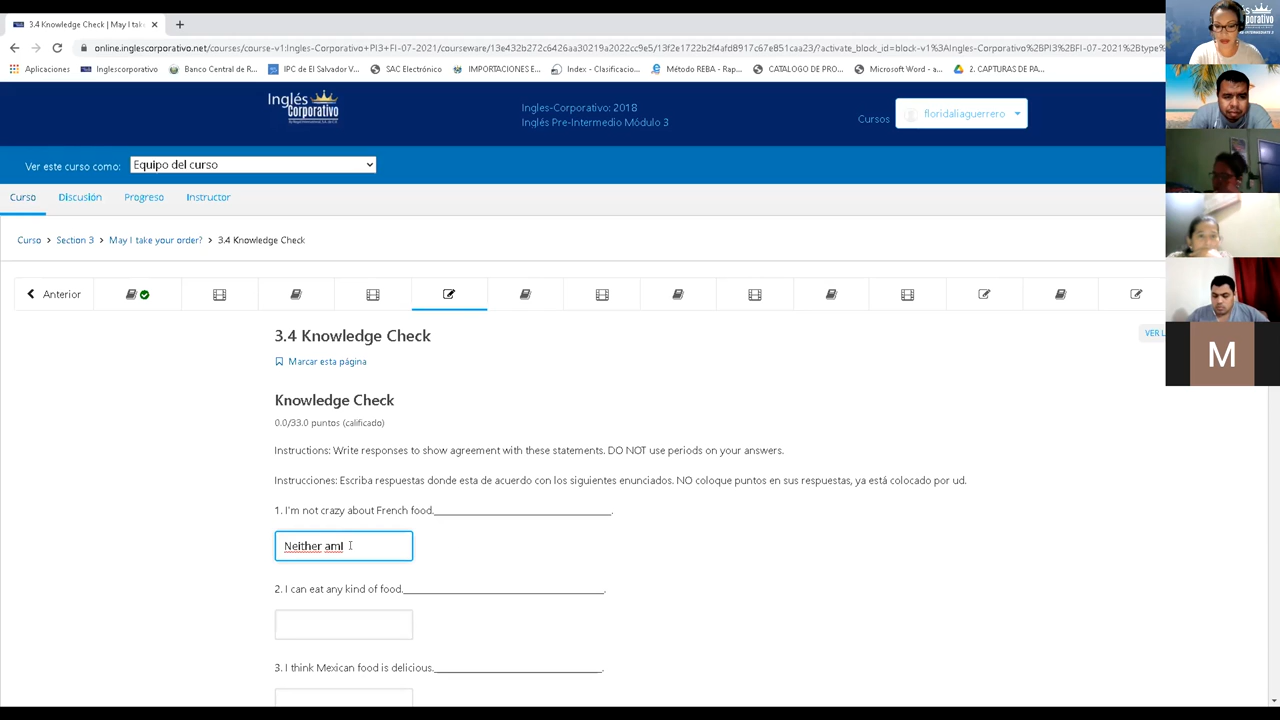 3.4 Knowledge Check | May I take
online.inglescorporativo.net/courses/course-v1:Ingles-Corporativo+PI3+FI-07-2021/courseware/13e432b272c6426aa30219a2022cc9e5/13f2e1722b2f4afd8917c67e851caa23/?activate_block_id=block-v1%3AIngles-Corporativo%2BPI3%2BFI-07-2021%2Btype%
Aplicaciones
Inglescorporativo
Banco Central de R...
IPC de El Salvador V...
SAC Electrónico
IMPORTACIONES E...
Index - Clasificacio...
Método REBA - Rap...
CATALOGO DE PRO...
Microsoft Word - a...
2. CAPTURAS DE PA...
Inglés
Corporativo
Ingles-Corporativo: 2018
Inglés Pre-Intermedio Módulo 3
Cursos
floridaliaguerrero
Ver este curso como:
Equipo del curso
Curso
Discusión
Progreso
Instructor
Curso > Section 3 > May I take your order? > 3.4 Knowledge Check
Anterior
3.4 Knowledge Check
VER L
Marcar esta página
Knowledge Check
0.0/33.0 puntos (calificado)
Instructions: Write responses to show agreement with these statements. DO NOT use periods on your answers.
Instrucciones: Escriba respuestas donde esta de acuerdo con los siguientes enunciados. NO coloque puntos en sus respuestas, ya está colocado por ud.
1. I'm not crazy about French food.______________________________.
Neither amI
2. I can eat any kind of food.__________________________________.
3. I think Mexican food is delicious.____________________________.
M